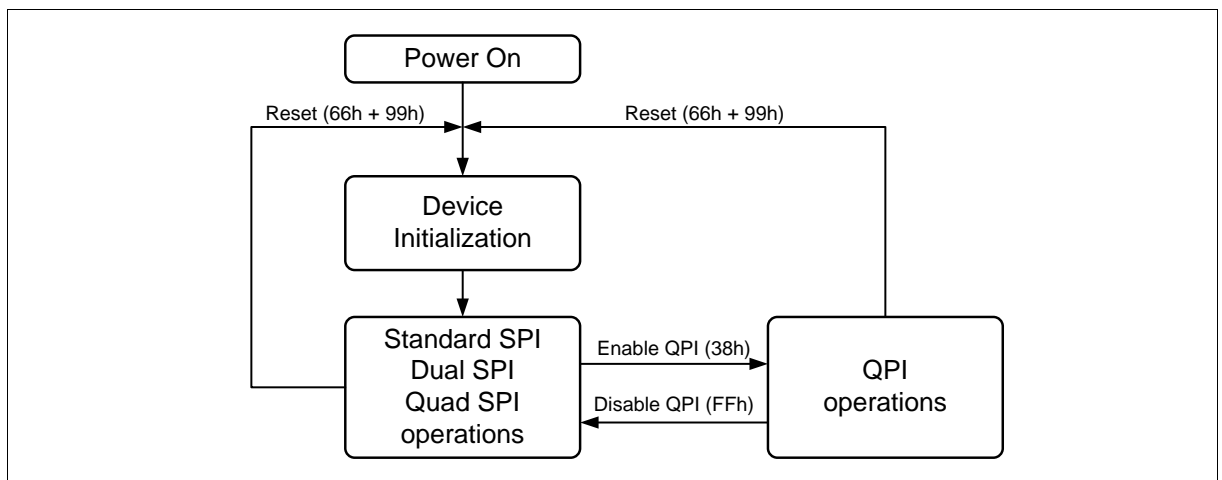 Power On
Reset (66h + 99h)
Reset (66h + 99h)
Device
Initialization
Standard SPI
Dual SPI
Quad SPI
operations
Enable QPI (38h)
Disable QPI (FFh)
QPI
operations